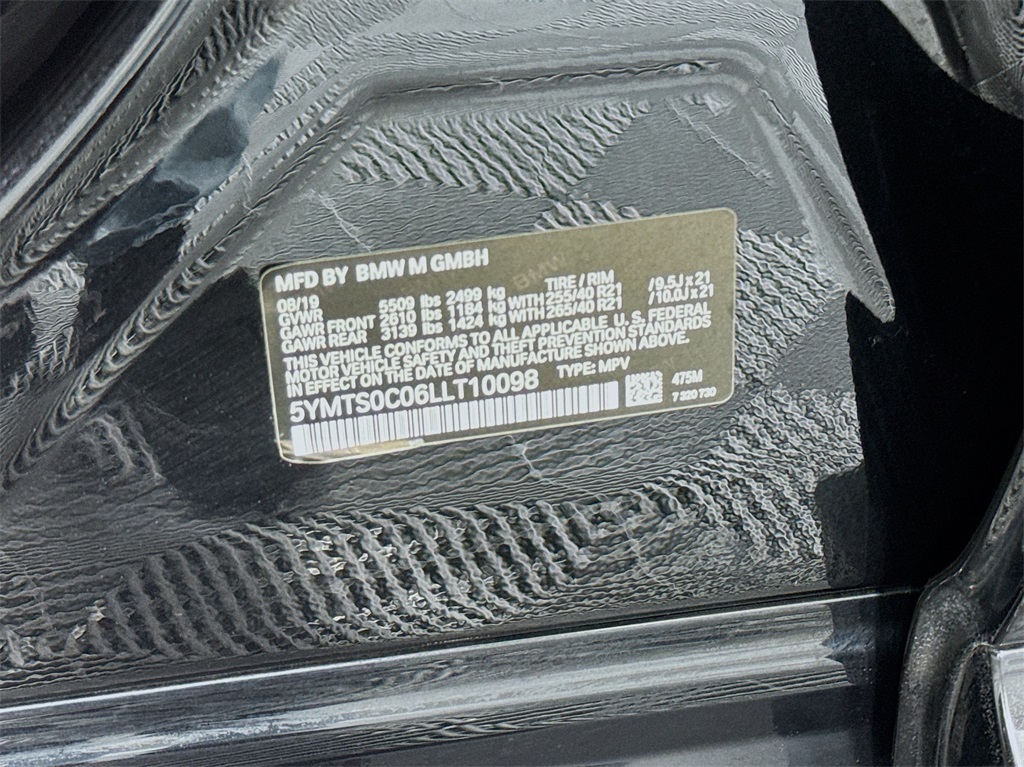 MFD BY BMW M GMBH
08/19 TIRE / RIM
GVWR 5509 lbs 2499 kg
GAWR FRONT 2610 lbs 1184 kg WITH 255/40 R21 /9.5J x 21
GAWR REAR 3139 lbs 1424 kg WITH 265/40 R21 /10.0J x 21
THIS VEHICLE CONFORMS TO ALL APPLICABLE U. S. FEDERAL
MOTOR VEHICLE SAFETY AND THEFT PREVENTION STANDARDS
IN EFFECT ON THE DATE OF MANUFACTURE SHOWN ABOVE.
5YMTS0C06LLT10098 TYPE: MPV
475M
7 320 730